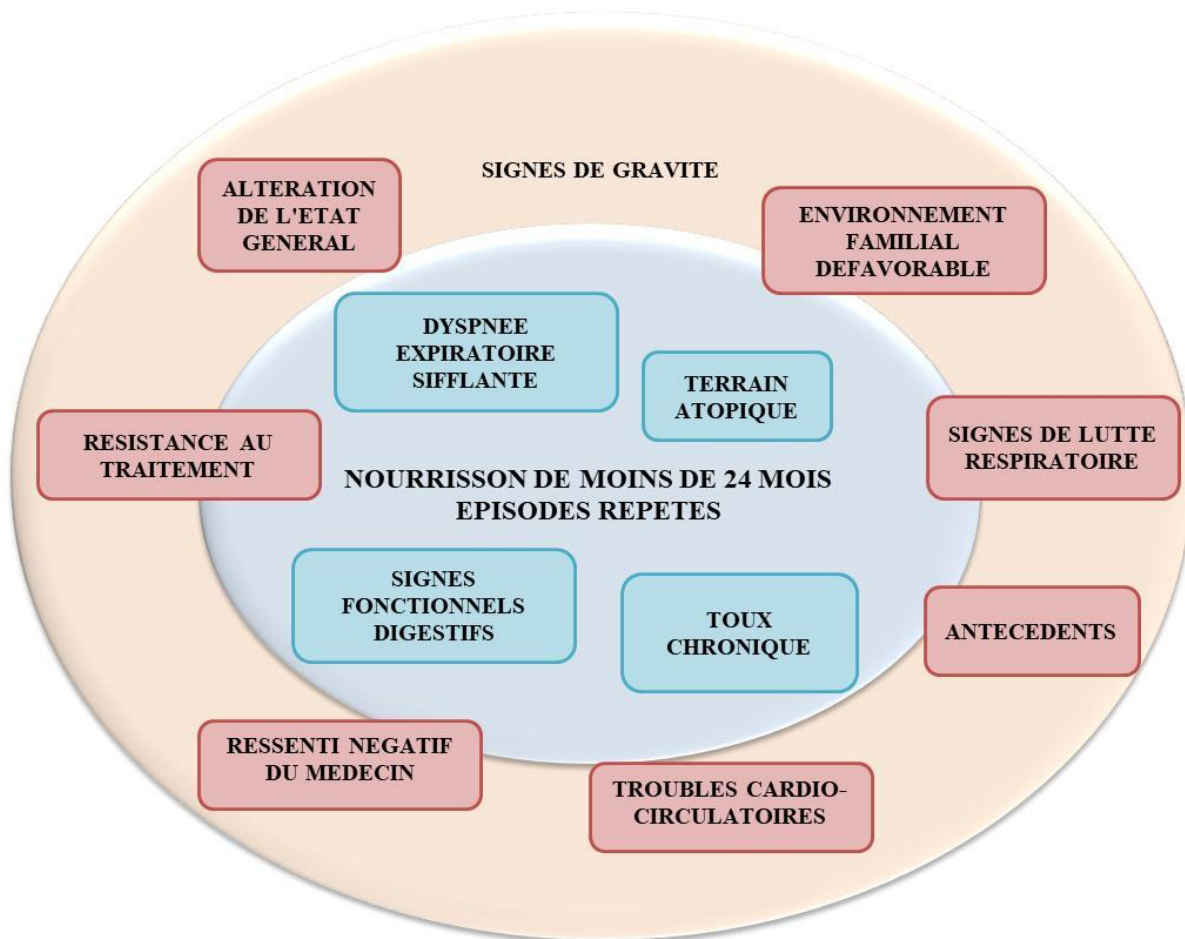 SIGNES DE GRAVITE
ALTERATION
DE L'ETAT
GENERAL
ENVIRONNEMENT
FAMILIAL
DEFAVORABLE
DYSPNEE
EXPIRATOIRE
SIFFLANTE
TERRAIN
ATOPIQUE
RESISTANCE AU
TRAITEMENT
SIGNES DE LUTTE
RESPIRATOIRE
NOURRISSON DE MOINS DE 24 MOIS
EPISODES REPETES
SIGNES
FONCTIONNELS
DIGESTIFS
TOUX
CHRONIQUE
ANTECEDENTS
RESSENTI NEGATIF
DU MEDECIN
TROUBLES CARDIO-
CIRCULATOIRES